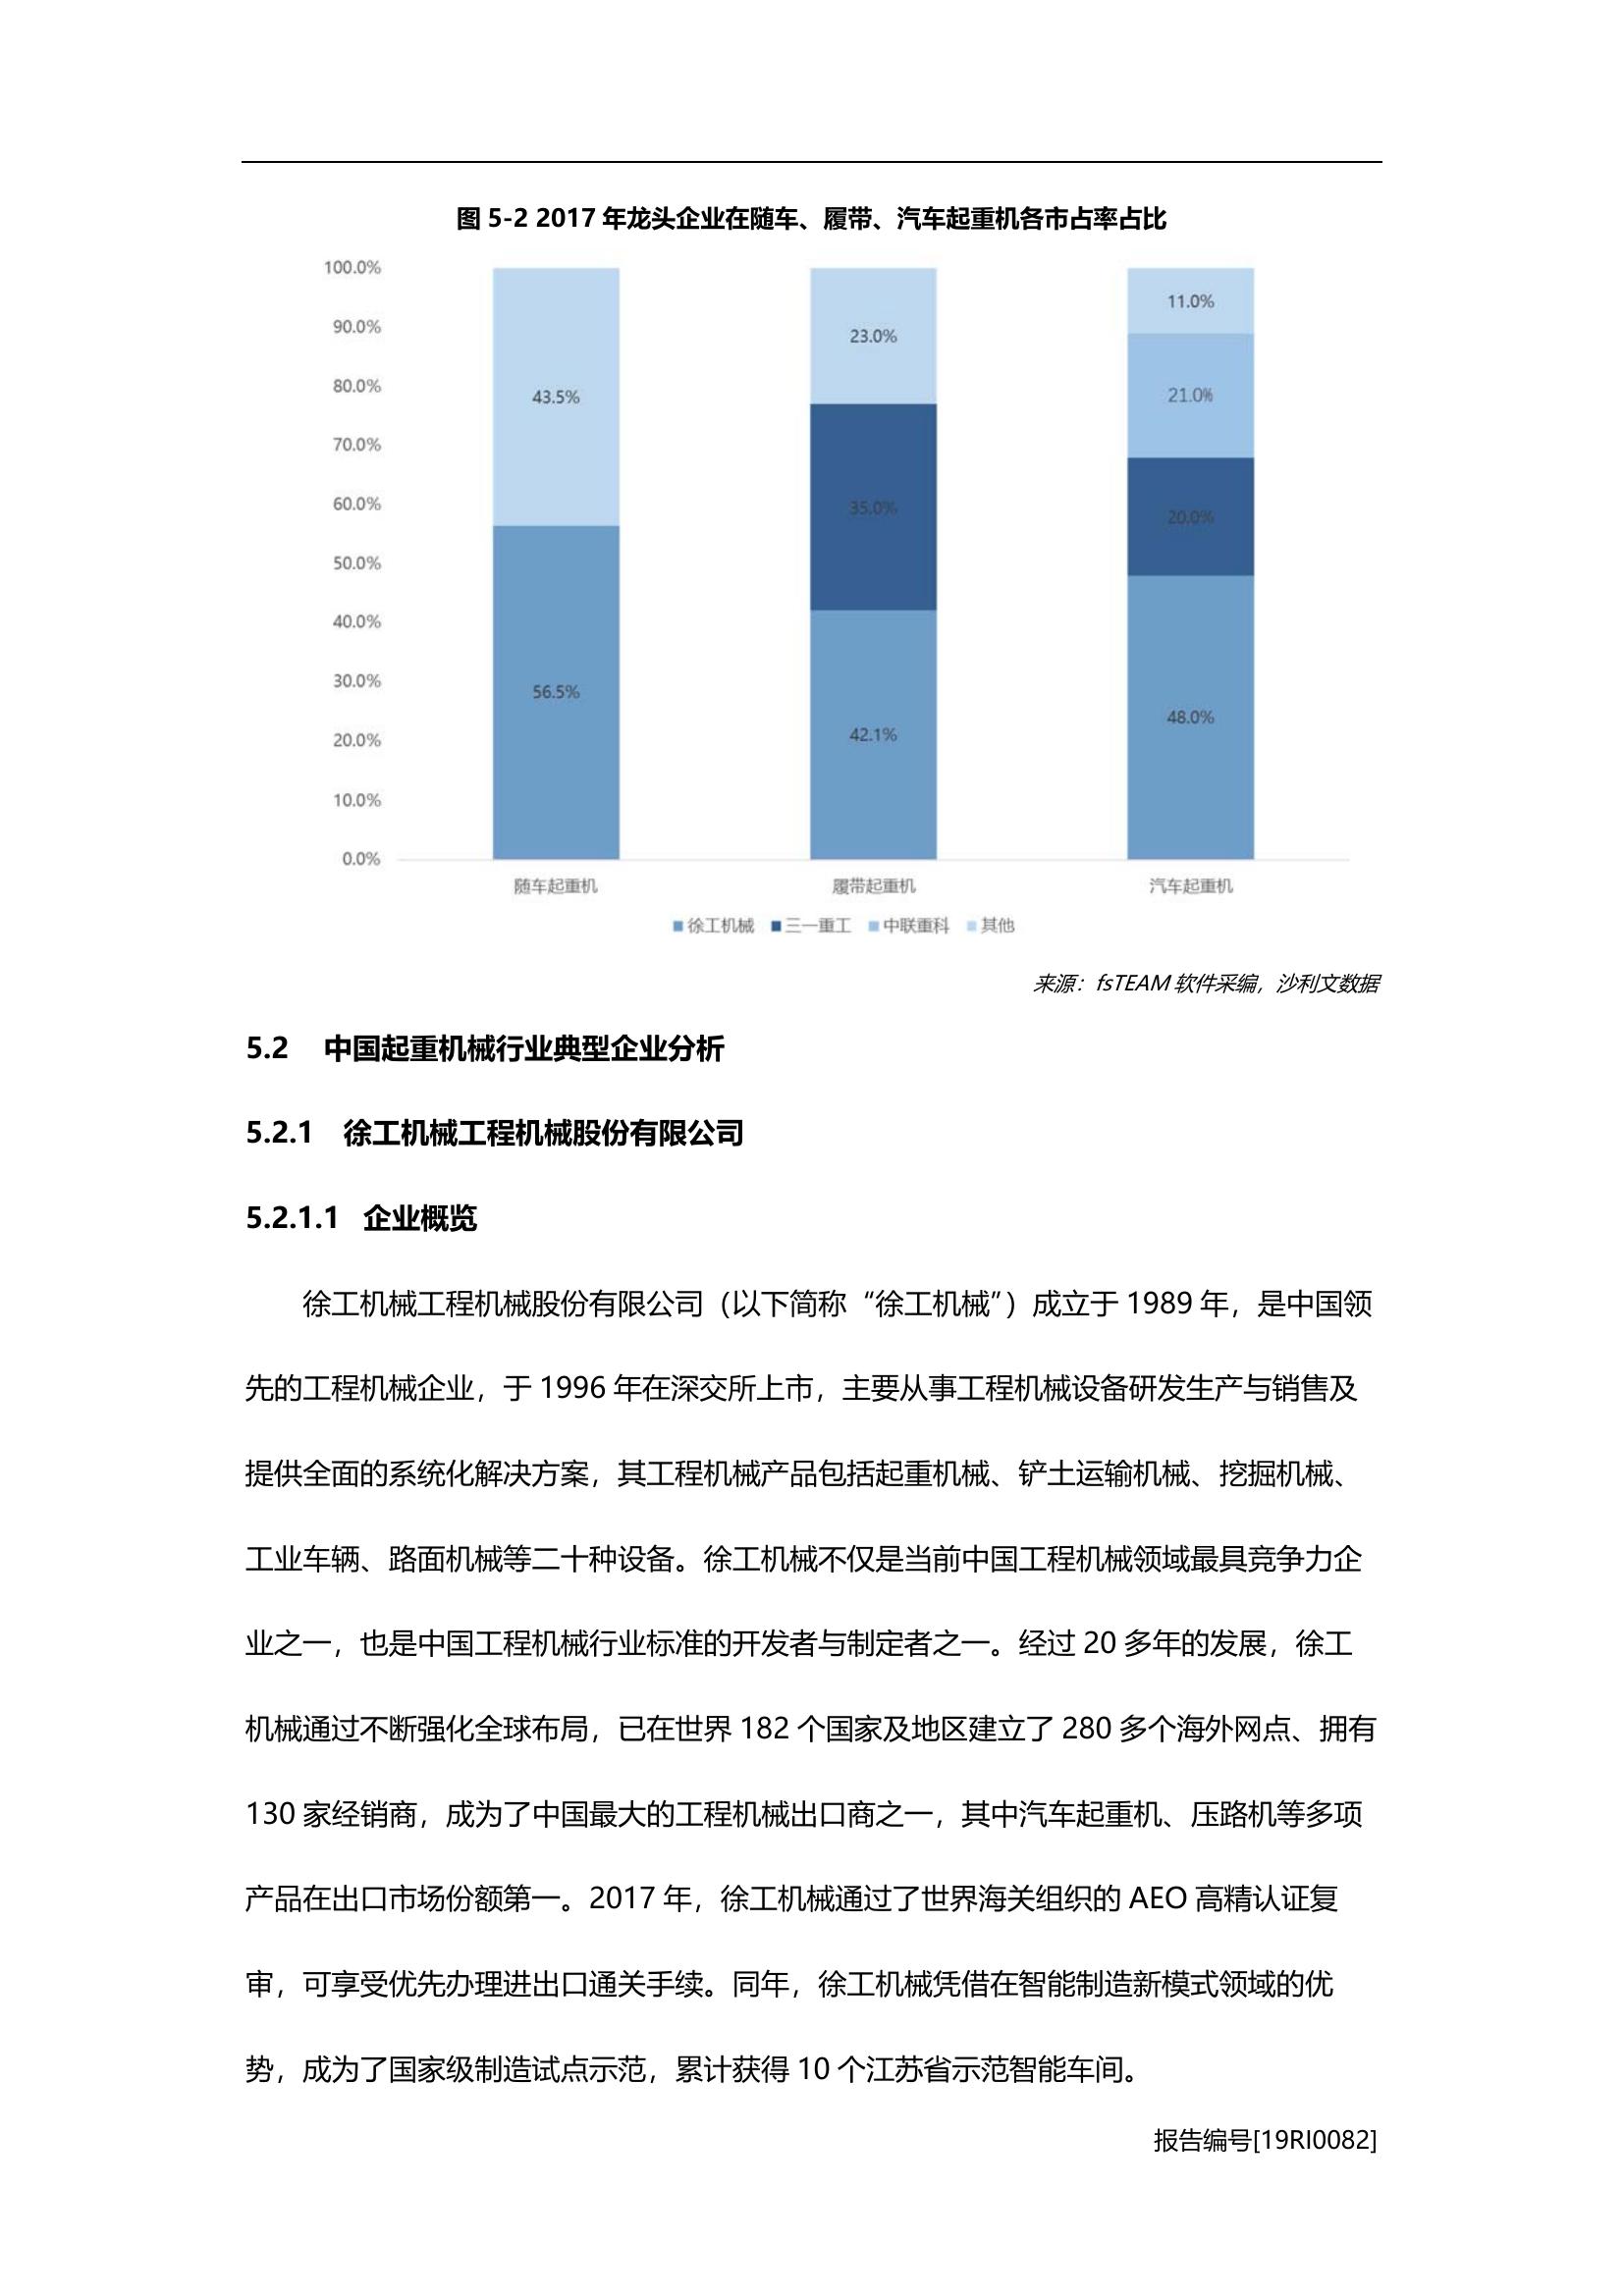 图 5-2 2017 年龙头企业在随车、履带、汽车起重机各市占率占比
100.0%
90.0%
80.0%
70.0%
60.0%
50.0%
40.0%
30.0%
20.0%
10.0%
0.0%
43.5%
56.5%
23.0%
35.0%
42.1%
11.0%
21.0%
20.0%
48.0%
随车起重机 履带起重机 汽车起重机
徐工机械 三一重工 中联重科 其他
来源：fsTEAM 软件采编，沙利文数据
5.2 中国起重机械行业典型企业分析
5.2.1 徐工机械工程机械股份有限公司
5.2.1.1 企业概览
徐工机械工程机械股份有限公司（以下简称“徐工机械”）成立于 1989 年，是中国领
先的工程机械企业，于 1996 年在深交所上市，主要从事工程机械设备研发生产与销售及
提供全面的系统化解决方案，其工程机械产品包括起重机械、铲土运输机械、挖掘机械、
工业车辆、路面机械等二十种设备。徐工机械不仅是当前中国工程机械领域最具竞争力企
业之一，也是中国工程机械行业标准的开发者与制定者之一。经过 20 多年的发展，徐工
机械通过不断强化全球布局，已在世界 182 个国家及地区建立了 280 多个海外网点、拥有
130 家经销商，成为了中国最大的工程机械出口商之一，其中汽车起重机、压路机等多项
产品在出口市场份额第一。2017 年，徐工机械通过了世界海关组织的 AEO 高精认证复
审，可享受优先办理进出口通关手续。同年，徐工机械凭借在智能制造新模式领域的优
势，成为了国家级制造试点示范，累计获得 10 个江苏省示范智能车间。
报告编号[19RI0082]